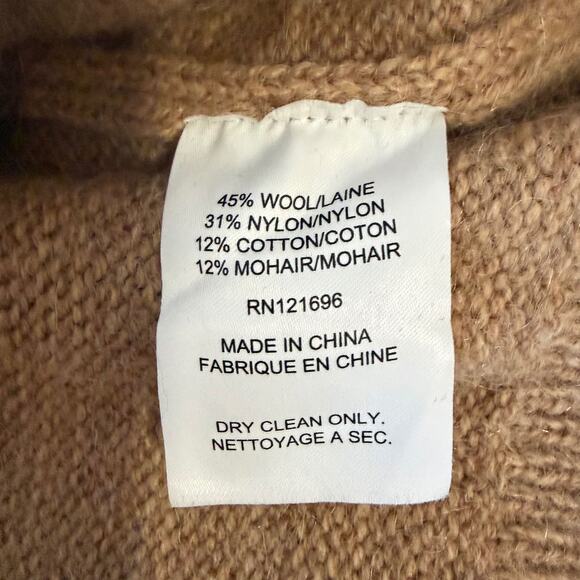 45% WOOL/LAINE
31% NYLON/NYLON
12% COTTON/COTON
12% MOHAIR/MOHAIR
RN121696
MADE IN CHINA
FABRIQUE EN CHINE
DRY CLEAN ONLY.
NETTOYAGE A SEC.